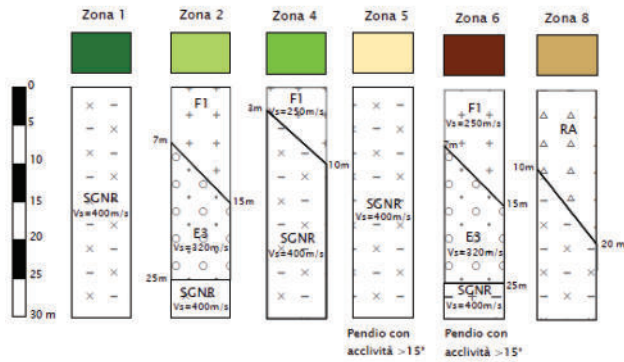 Zona 1
Zona 2
Zona 4
Zona 5
Zona 6
Zona 8
0
5
10
15
20
25
30 m
SGNR
Vs=400m/s
F1
7m
15m
E3
Vs=320m/s
25m
SGNR
Vs=400m/s
F1
Vs=250m/s
3m
10m
SGNR
Vs=400m/s
SGNR
Vs=400m/s
Pendio con
acclività >15°
F1
Vs=250m/s
7m
15m
E3
Vs=320m/s
25m
SGNR
Vs=400m/s
Pendio con
acclività >15°
RA
10m
20 m